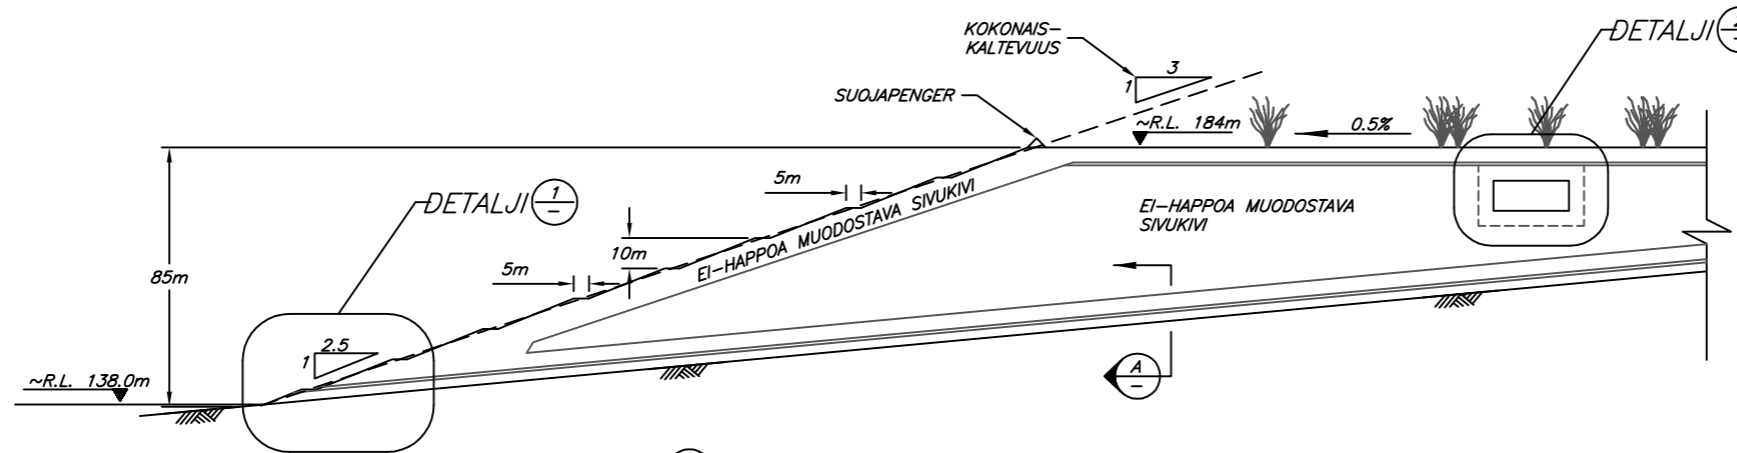 KOKONAIS-
KALTEVUUS
DETALJI
3
1
SUOJAPENGER
~R.L. 184m
0.5%
5m
DETALJI 1
-
EI-HAPPOA MUODOSTAVA SIVUKIVI
EI-HAPPOA MUODOSTAVA
SIVUKIVI
10m
85m
5m
2.5
1
~R.L. 138.0m
A
-